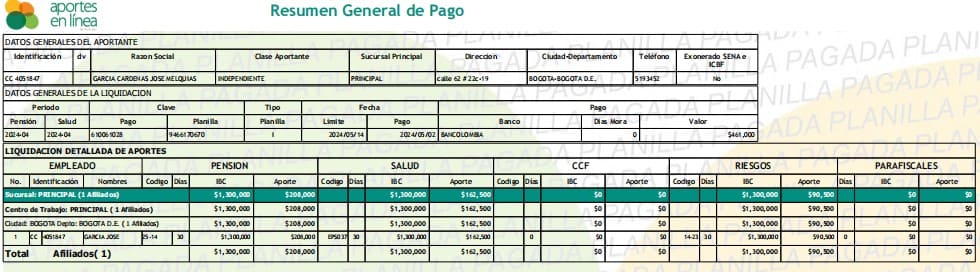 aportes
en línea
Resumen General de Pago
DATOS GENERALES DEL APORTANTE
Identificación dv Razon Social Clase Aportante Sucursal Principal Dirección Ciudad-Departamento Teléfono Exonerado SENA e ICBF
CC 4051847 GARCIA CARDENAS JOSE MELQUIAS INDEPENDIENTE PRINCIPAL calle 62 # 22c-19 BOGOTA-BOGOTA D.E. 5193452 No
DATOS GENERALES DE LA LIQUIDACION
Periodo Clave Tipo Fecha Pago
Pensión Salud Pago Planilla Planilla Limite Pago Banco Dias Mora Valor
2024-04 2024-04 610061028 9466170670 I 2024/05/14 2024/05/02 BANCOLOMBIA 0 $461,000
LIQUIDACION DETALLADA DE APORTES
EMPLEADO PENSION SALUD CCF RIESGOS PARAFISCALES
No. Identificación Nombres Codigo Dias IBC Aporte Codigo Dias IBC Aporte Codigo Dias IBC Aporte Codigo Dias IBC Aporte Dias IBC Aporte
Sucursal: PRINCIPAL (1 Afiliados) $1,300,000 $208,000 $1,300,000 $162,500 $0 $0 $1,300,000 $90,500 $0 $0
Centro de Trabajo: PRINCIPAL ( 1 Afiliados) $1,300,000 $208,000 $1,300,000 $162,500 $0 $0 $1,300,000 $90,500 $0 $0
Ciudad: BOGOTA Depto: BOGOTA D.E. ( 1 Afiliados) $1,300,000 $208,000 $1,300,000 $162,500 $0 $0 $1,300,000 $90,500 $0 $0
1 CC 4051847 GARCIA JOSE 25-14 30 $1,300,000 $208,000 EPS037 30 $1,300,000 $162,500 0 $0 $0 14-23 30 $1,300,000 $90,500 0 $0 $0
Total Afiliados( 1) $1,300,000 $208,000 $1,300,000 $162,500 $0 $0 $1,300,000 $90,500 $0 $0
PLANILLA PAGADA PLANILLA PAGADA PLANILLA PAGADA